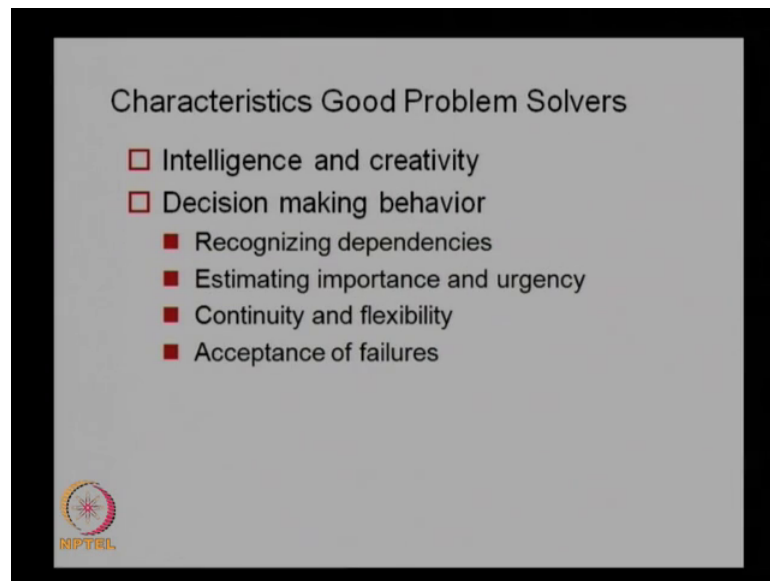 Characteristics Good Problem Solvers
Intelligence and creativity
Decision making behavior
Recognizing dependencies
Estimating importance and urgency
Continuity and flexibility
Acceptance of failures
NPTEL